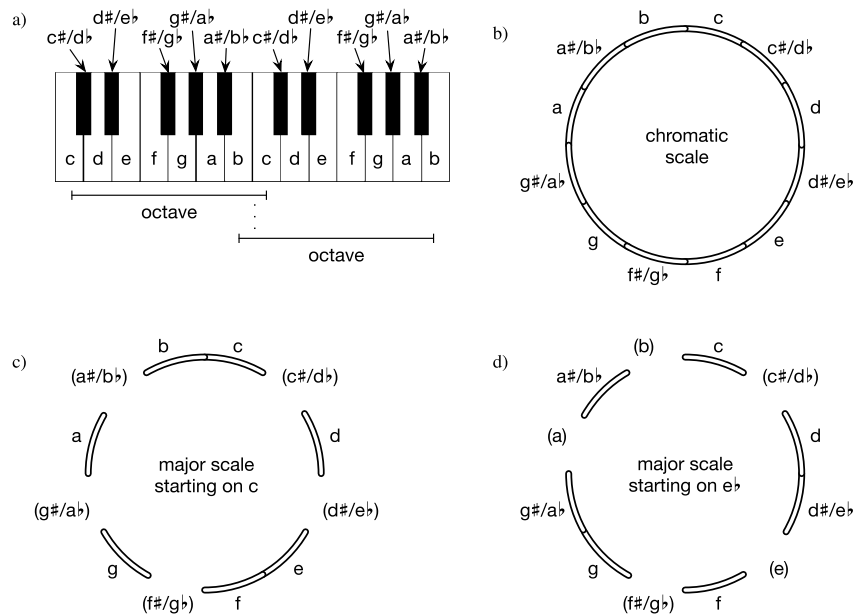 a)
d♯/e♭ g♯/a♭ d♯/e♭ g♯/a♭
c♯/d♭ f♯/g♭ a♯/b♭ c♯/d♭ f♯/g♭ a♯/b♭
c d e f g a b c d e f g a b
octave
octave
b)
b c
a♯/b♭ c♯/d♭
a d
chromatic
scale
g♯/a♭ d♯/e♭
g e
f♯/g♭ f
c)
b c
(a♯/b♭) (c♯/d♭)
a d
major scale
starting on c
(g♯/a♭) (d♯/e♭)
g e
(f♯/g♭) f
d)
(b) c
a♯/b♭ (c♯/d♭)
(a) d
major scale
starting on e♭
g♯/a♭ d♯/e♭
g (e)
(f♯/g♭) f